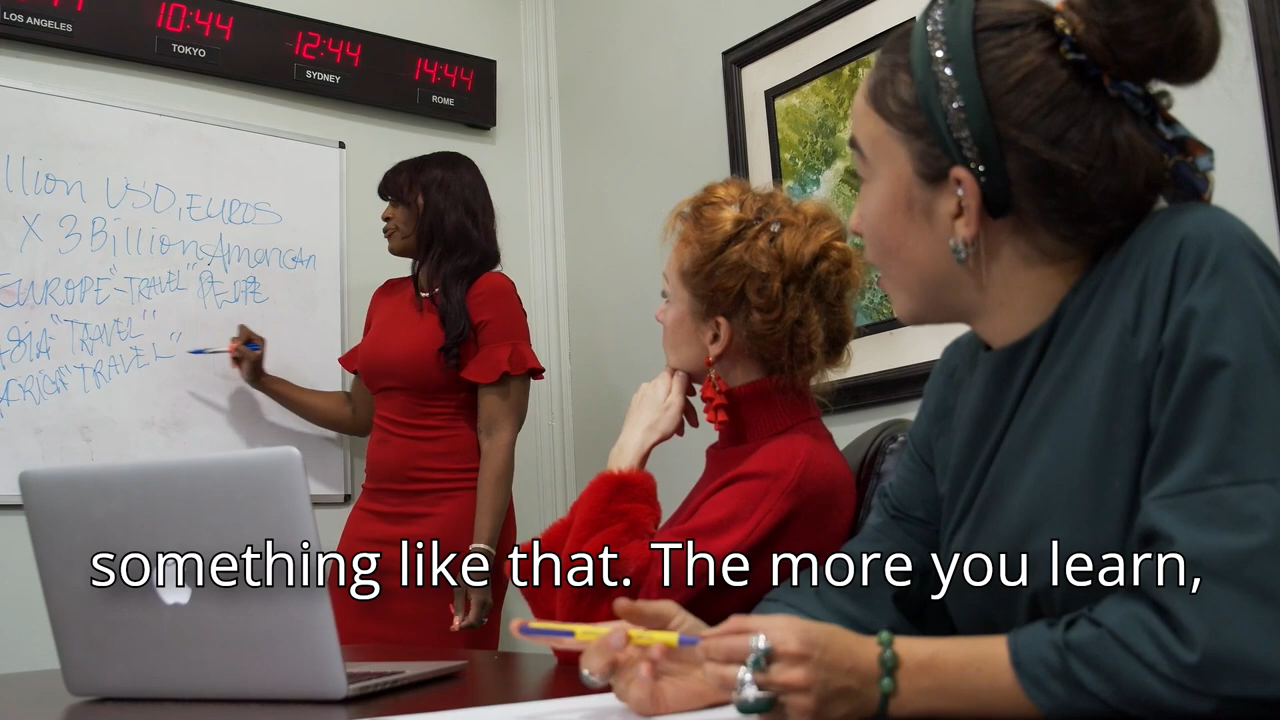 10:44 12:44 14:44
LOS ANGELES TOKYO SYDNEY ROME
llion USD, EUROS
X 3 Billion American
EUROPE "TRAVEL" PEOPLE
"TRAVEL"
"TRAVEL"
something like that. The more you learn,